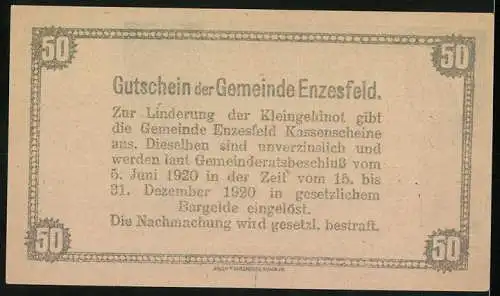 50 50
Gutschein der Gemeinde Enzesfeld.
Zur Linderung der Kleingeldnot gibt
die Gemeinde Enzesfeld Kassenscheine
aus. Dieselben sind unverzinslich und
werden laut Gemeinderatsbeschluß vom
5. Juni 1920 in der Zeit vom 15. bis
31. Dezember 1920 in gesetzlichem
Bargelde eingelöst.
Die Nachmachung wird gesetzl. bestraft.
50 50